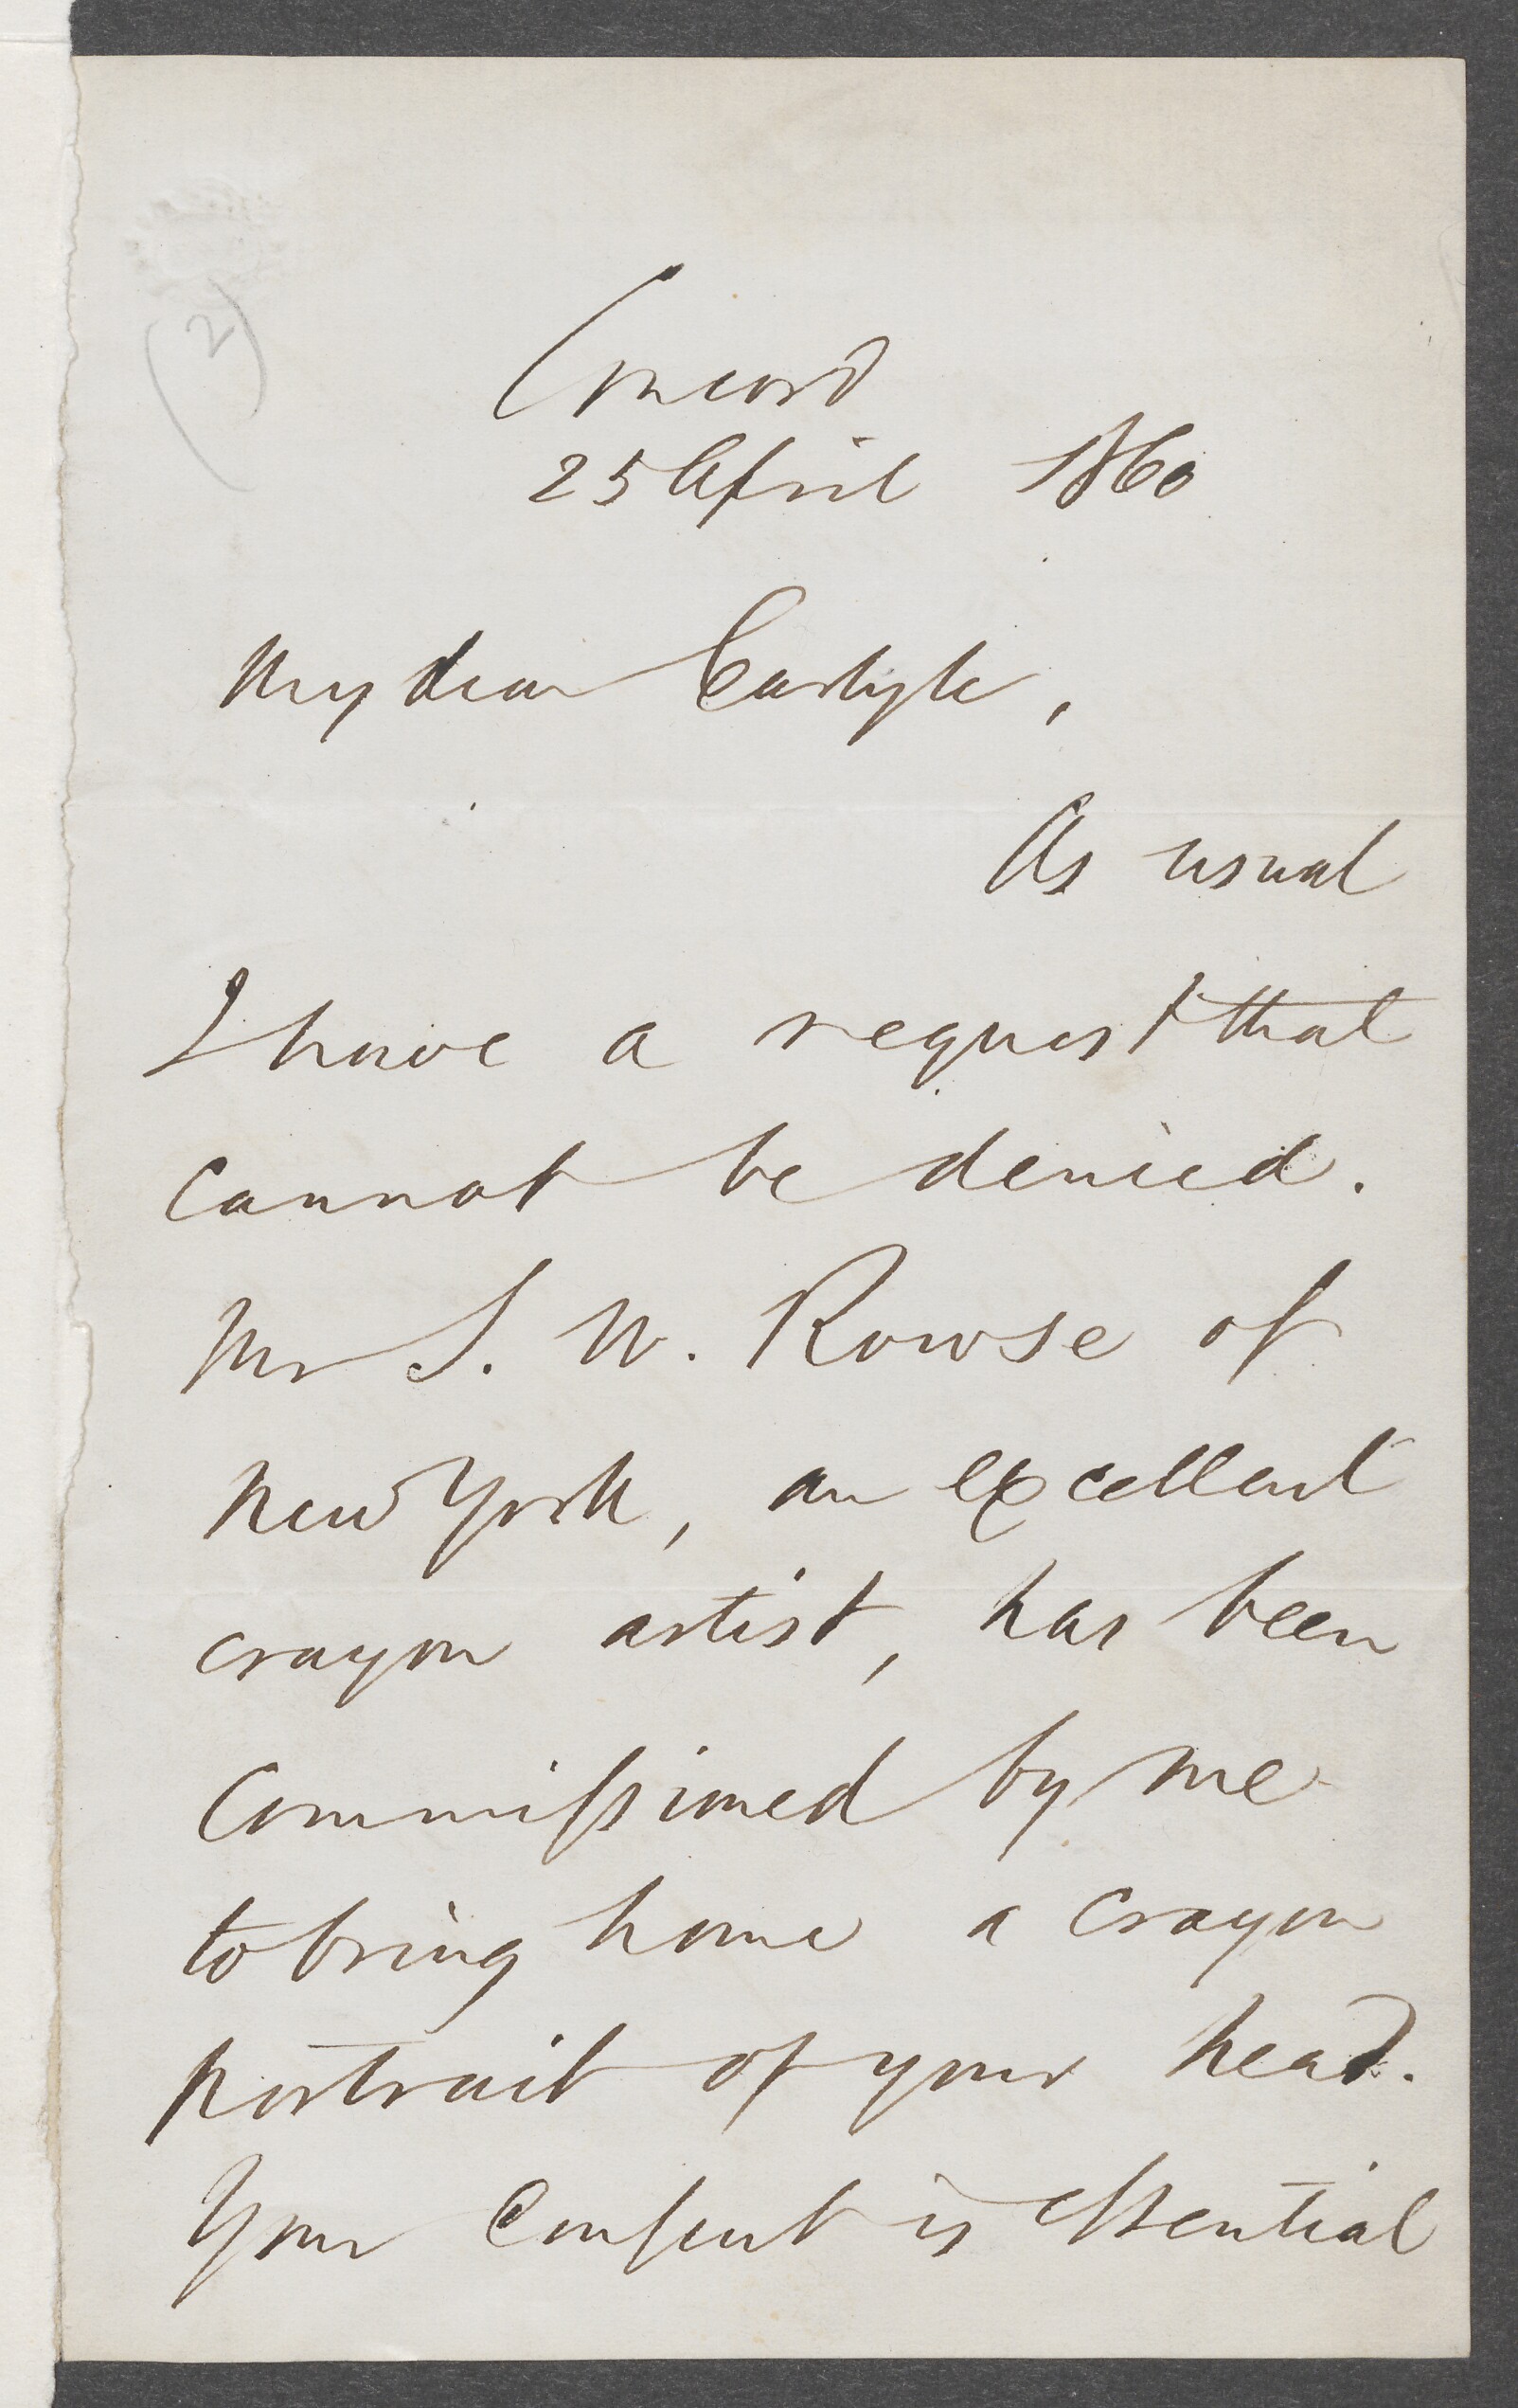 (2)
Concord
25 April 1860
My dear Carlyle,
As usual
I have a request that
cannot be denied.
Mr S. W. Rowse of
New York, an excellent
crayon artist, has been
commissioned by me
to bring home a crayon
portrait of your head.
Your consent is essential